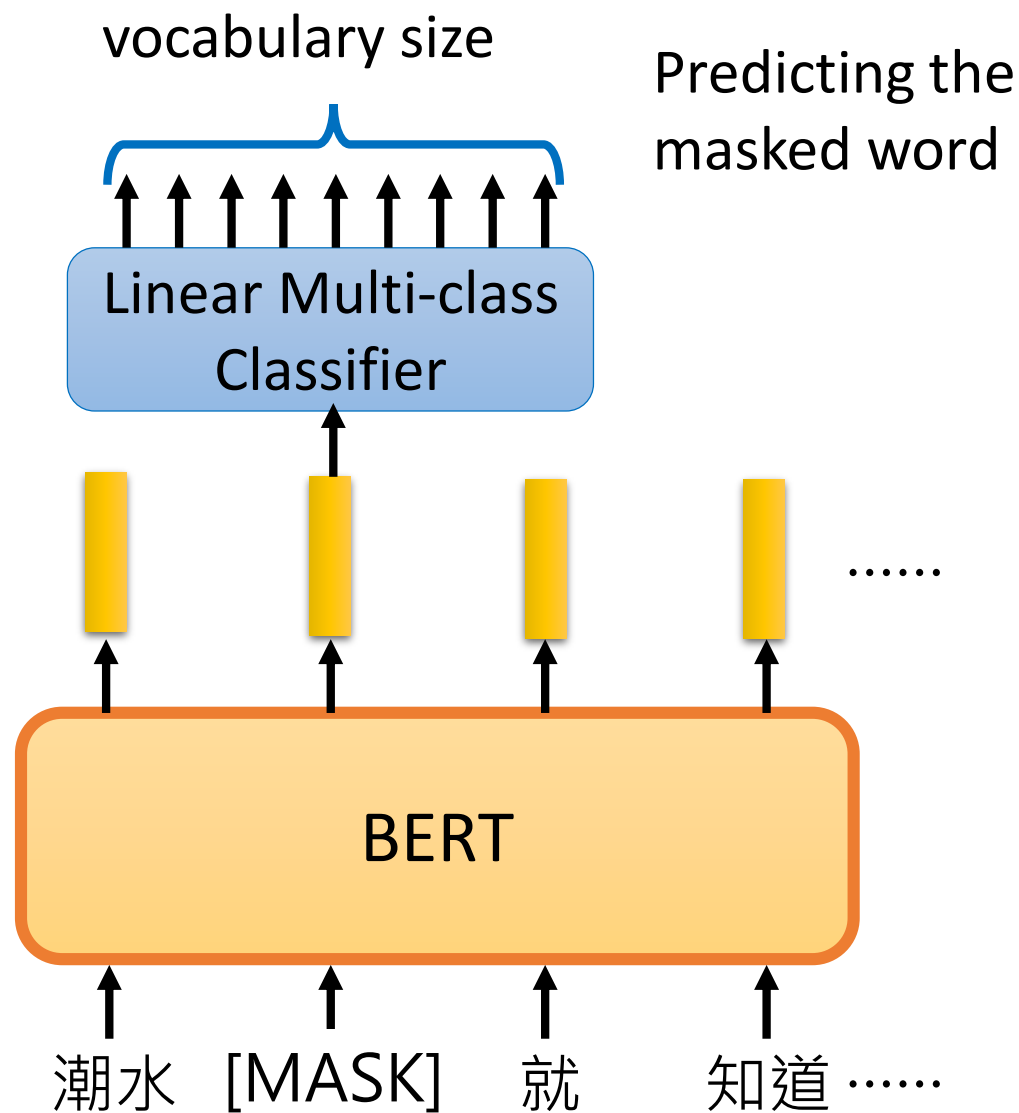 vocabulary size
Predicting the
masked word
Linear Multi-class
Classifier
……
BERT
潮水 [MASK] 就 知道 ……